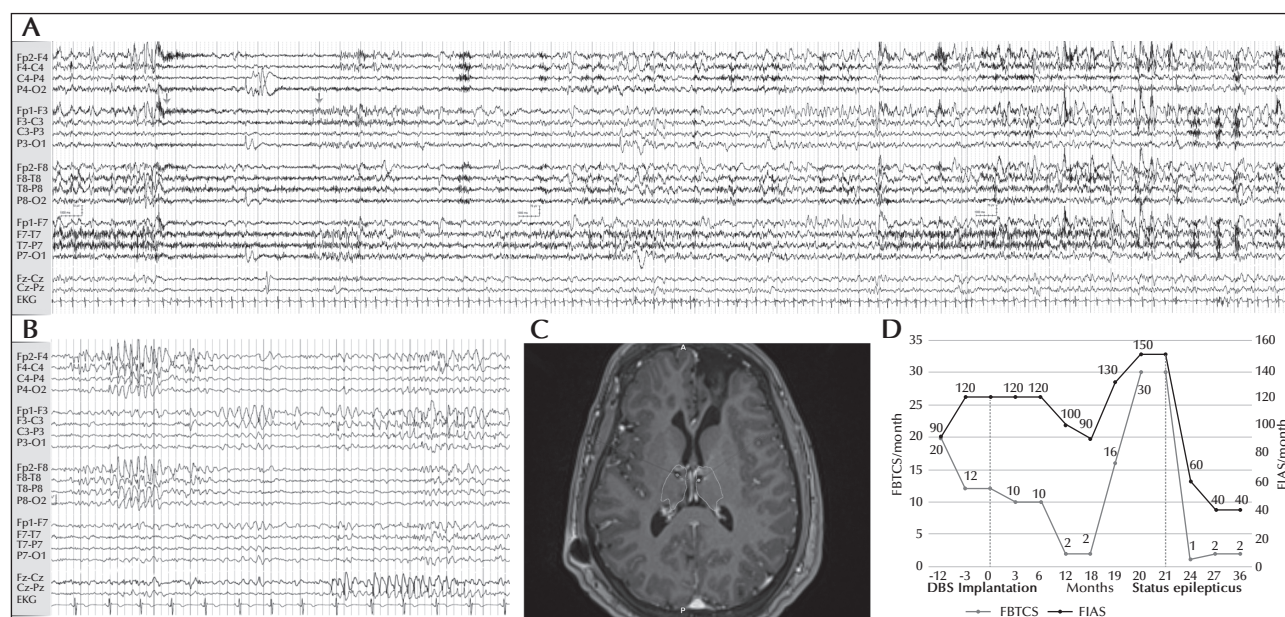 A
Fp2-F4
F4-C4
C4-P4
P4-O2
Fp1-F3
F3-C3
C3-P3
P3-O1
Fp2-F8
F8-T8
T8-P8
P8-O2
Fp1-F7
F7-T7
T7-P7
P7-O1
Fz-Cz
Cz-Pz
EKG
B
Fp2-F4
F4-C4
C4-P4
P4-O2
Fp1-F3
F3-C3
C3-P3
P3-O1
Fp2-F8
F8-T8
T8-P8
P8-O2
Fp1-F7
F7-T7
T7-P7
P7-O1
Fz-Cz
Cz-Pz
EKG
C
A
P
D
FBTCS/month
35
30
25
20
15
10
5
0
90
20
120
12
120
10
120
10
100
2
90
2
130
16
150
30
60
1
40
2
40
2
160
140
120
100
80
60
40
20
0
FIAS/month
-12 -3 0 3 6 12 18 19 20 21 24 27 36
DBS Implantation Months Status epilepticus
FBTCS FIAS